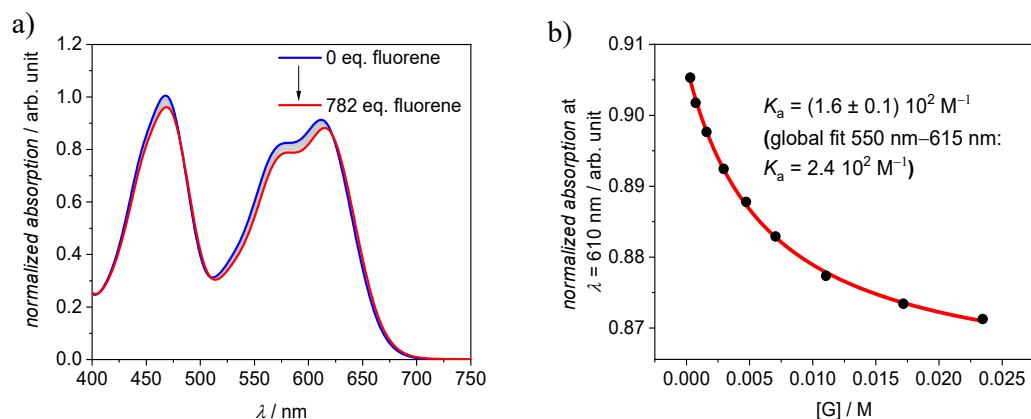 a)
normalized absorption / arb. unit
1.2
1.0
0.8
0.6
0.4
0.2
0.0
0 eq. fluorene
782 eq. fluorene
400 450 500 550 600 650 700 750
λ / nm
b)
normalized absorption at
λ = 610 nm / arb. unit
0.91
0.90
0.89
0.88
0.87
Kₐ = (1.6 ± 0.1) 10² M⁻¹
(global fit 550 nm–615 nm:
Kₐ = 2.4 10² M⁻¹)
0.000 0.005 0.010 0.015 0.020 0.025
[G] / M